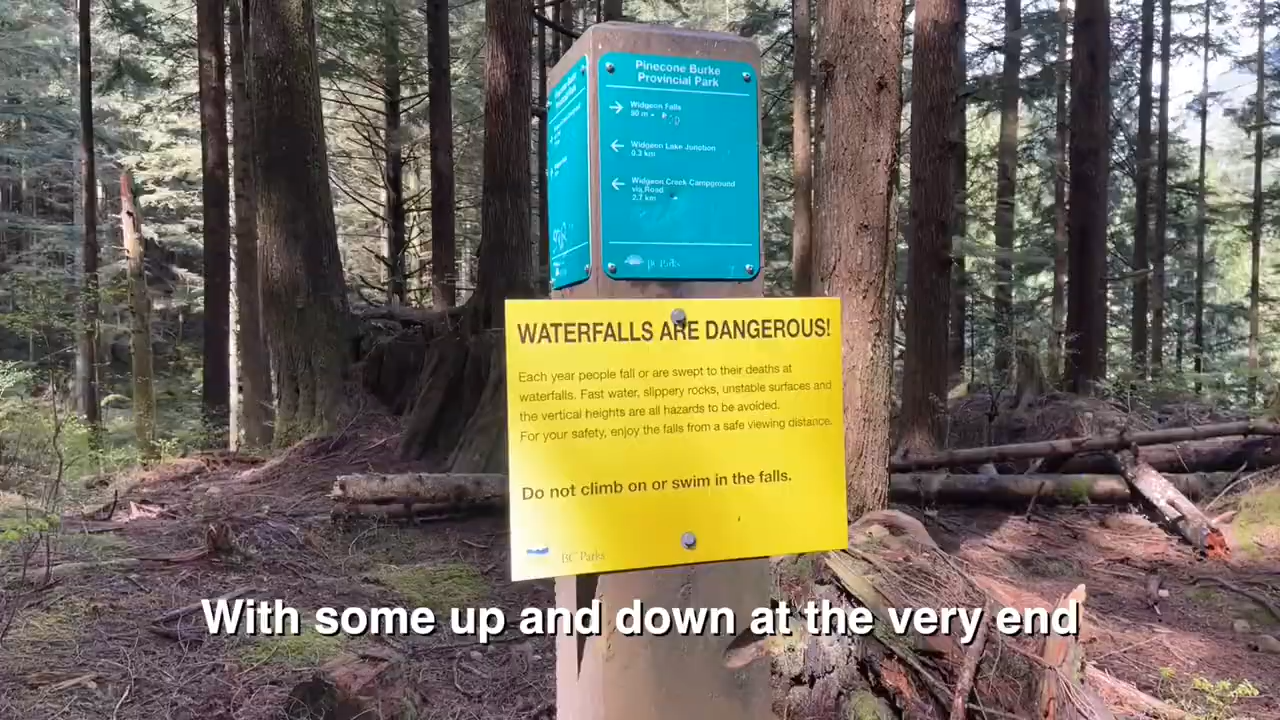 Pinecone Burke
Provincial Park
Widgeon Falls
Widgeon Lake Junction
0.3 km
Widgeon Creek Campground
via Road
2.7 km
BC Parks
WATERFALLS ARE DANGEROUS!
Each year people fall or are swept to their deaths at
waterfalls. Fast water, slippery rocks, unstable surfaces and
the vertical heights are all hazards to be avoided.
For your safety, enjoy the falls from a safe viewing distance.
Do not climb on or swim in the falls.
BC Parks
With some up and down at the very end